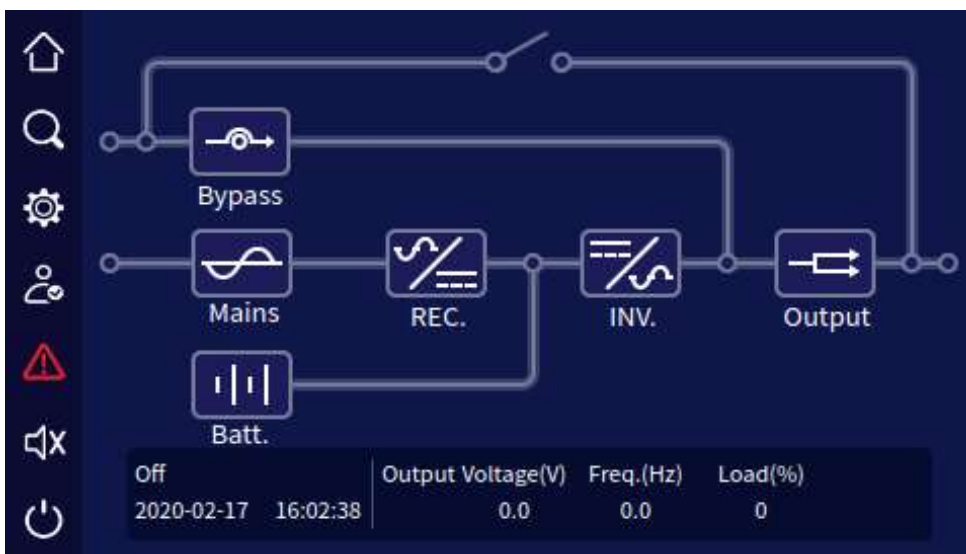 Bypass
Mains
REC.
INV.
Output
Batt.
Off
Output Voltage(V) Freq.(Hz) Load(%)
2020-02-17 16:02:38 0.0 0.0 0